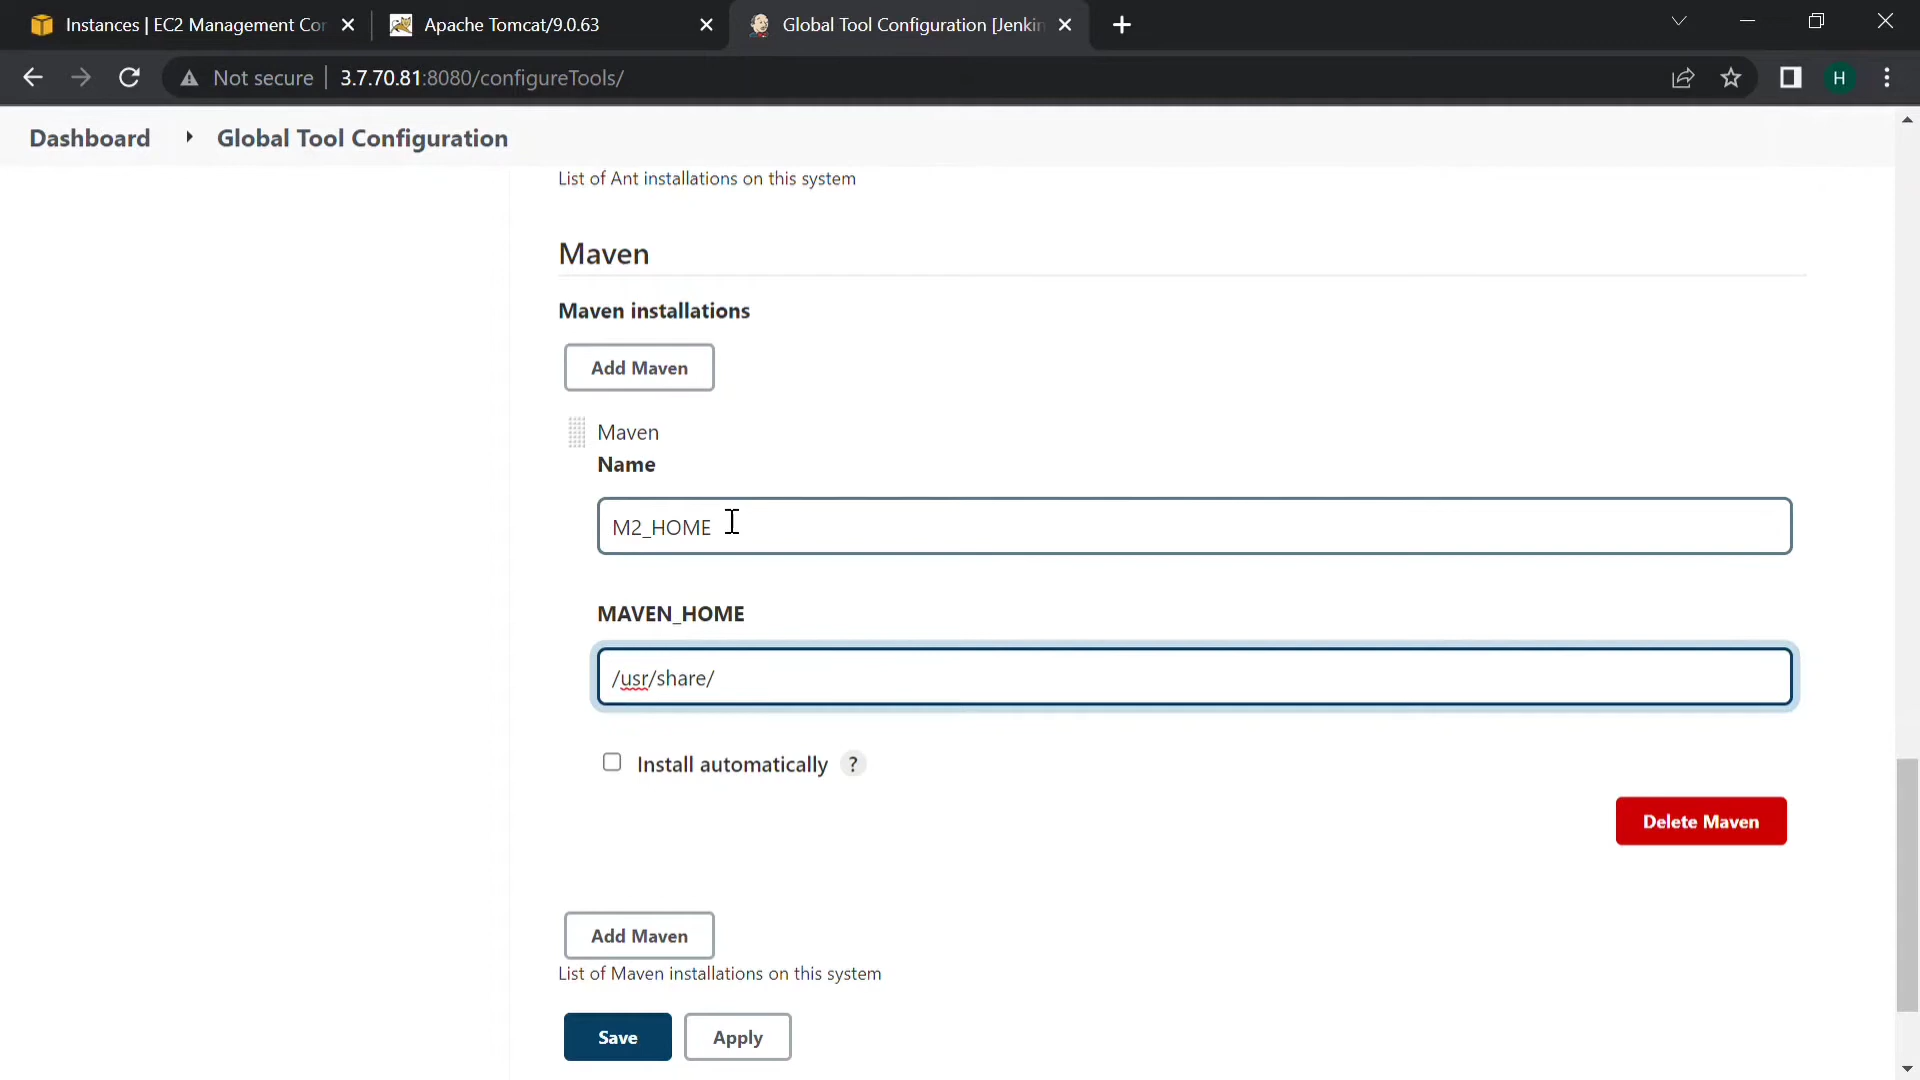 Instances | EC2 Management Cor
Apache Tomcat/9.0.63
Global Tool Configuration [Jenkin
Not secure
3.7.70.81:8080/configureTools/
H
Dashboard
Global Tool Configuration
List of Ant installations on this system
Maven
Maven installations
Add Maven
Maven
Name
M2_HOME
MAVEN_HOME
/usr/share/
Install automatically ?
Delete Maven
Add Maven
List of Maven installations on this system
Save
Apply